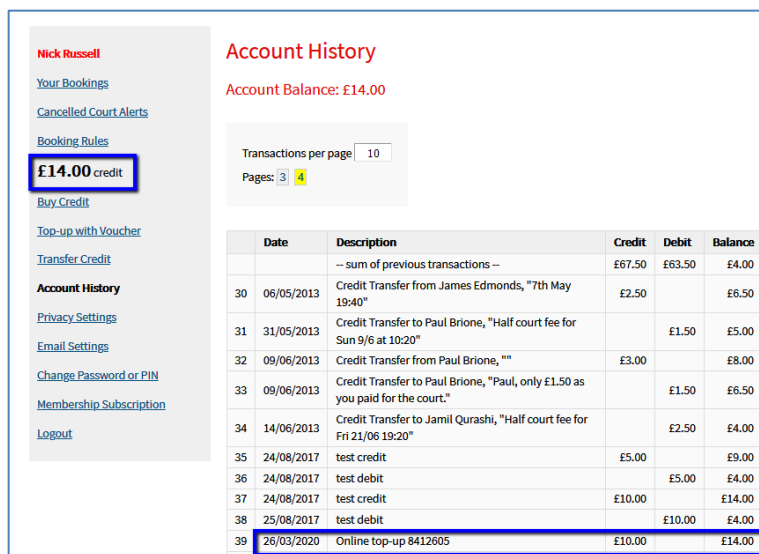 Nick Russell
Your Bookings
Cancelled Court Alerts
Booking Rules
£14.00 credit
Buy Credit
Top-up with Voucher
Transfer Credit
Account History
Privacy Settings
Email Settings
Change Password or PIN
Membership Subscription
Logout
Account History
Account Balance: £14.00
Transactions per page 10
Pages: 3 4
Date Description Credit Debit Balance
-- sum of previous transactions -- £67.50 £63.50 £4.00
30 06/05/2013 Credit Transfer from James Edmonds, "7th May
19:40" £2.50 £6.50
31 31/05/2013 Credit Transfer to Paul Brione, "Half court fee for
Sun 9/6 at 10:20" £1.50 £5.00
32 09/06/2013 Credit Transfer from Paul Brione, "" £3.00 £8.00
33 09/06/2013 Credit Transfer to Paul Brione, "Paul, only £1.50 as
you paid for the court." £1.50 £6.50
34 14/06/2013 Credit Transfer to Jamil Qurashi, "Half court fee for
Fri 21/06 19:20" £2.50 £4.00
35 24/08/2017 test credit £5.00 £9.00
36 24/08/2017 test debit £5.00 £4.00
37 24/08/2017 test credit £10.00 £14.00
38 25/08/2017 test debit £10.00 £4.00
39 26/03/2020 Online top-up 8412605 £10.00 £14.00